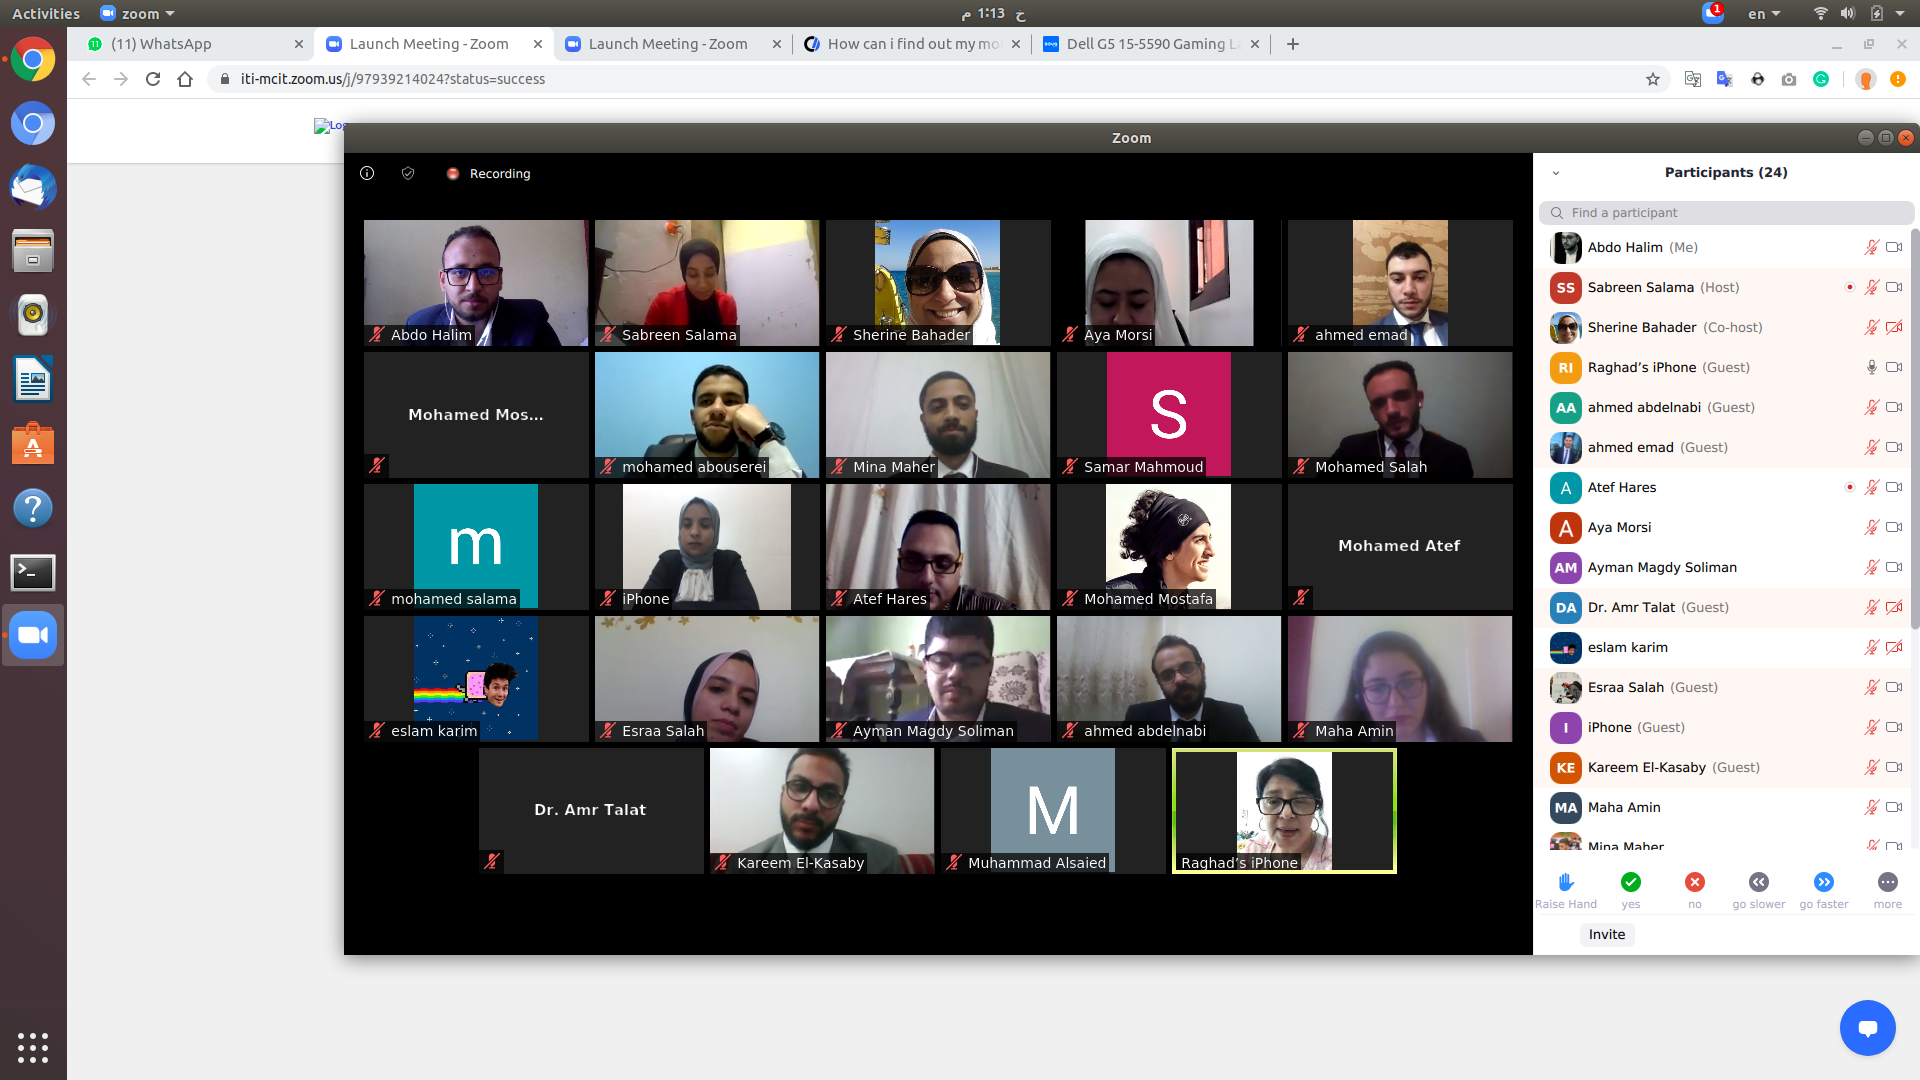 Activities zoom خ 1:13 م 1 en
(11) WhatsApp Launch Meeting - Zoom Launch Meeting - Zoom How can i find out my mo Dell G5 15-5590 Gaming L
iti-mcit.zoom.us/j/97939214024?status=success
Zoom
Recording
Abdo Halim Sabreen Salama Sherine Bahader Aya Morsi ahmed emad
Mohamed Mos...
mohamed abouserei Mina Maher S Samar Mahmoud Mohamed Salah
m mohamed salama iPhone Atef Hares Mohamed Mostafa Mohamed Atef
eslam karim Esraa Salah Ayman Magdy Soliman ahmed abdelnabi Maha Amin
Dr. Amr Talat Kareem El-Kasaby M Muhammad Alsaied Raghad’s iPhone
Participants (24)
Find a participant
Abdo Halim (Me)
SS Sabreen Salama (Host)
Sherine Bahader (Co-host)
RI Raghad’s iPhone (Guest)
AA ahmed abdelnabi (Guest)
ahmed emad (Guest)
A Atef Hares
A Aya Morsi
AM Ayman Magdy Soliman
DA Dr. Amr Talat (Guest)
eslam karim
Esraa Salah (Guest)
I iPhone (Guest)
KE Kareem El-Kasaby (Guest)
MA Maha Amin
Mina Maher
Raise Hand yes no go slower go faster more
Invite